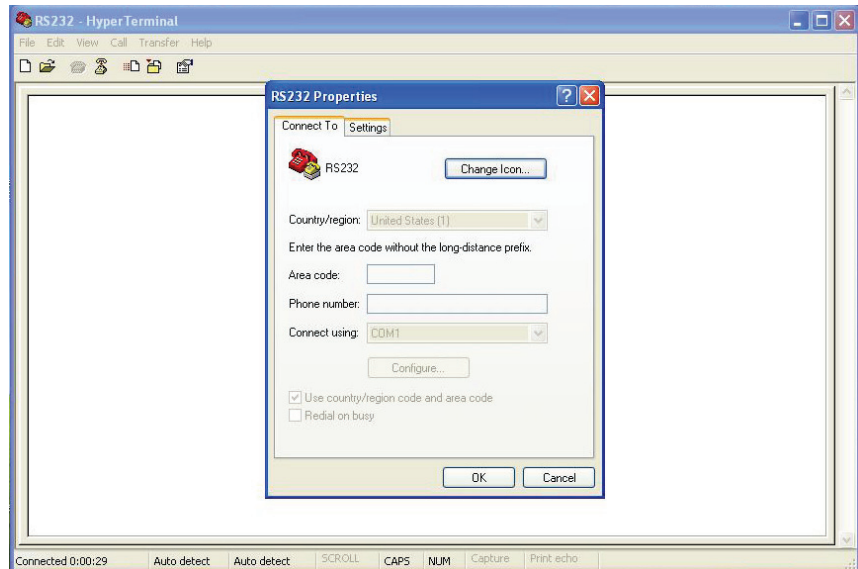 RS232 - HyperTerminal
File Edit View Call Transfer Help
RS232 Properties
Connect To Settings
RS232 Change Icon...
Country/region: United States (1)
Enter the area code without the long-distance prefix.
Area code:
Phone number:
Connect using: COM1
Configure...
Use country/region code and area code
Redial on busy
OK Cancel
Connected 0:00:29 Auto detect Auto detect SCROLL CAPS NUM Capture Print echo